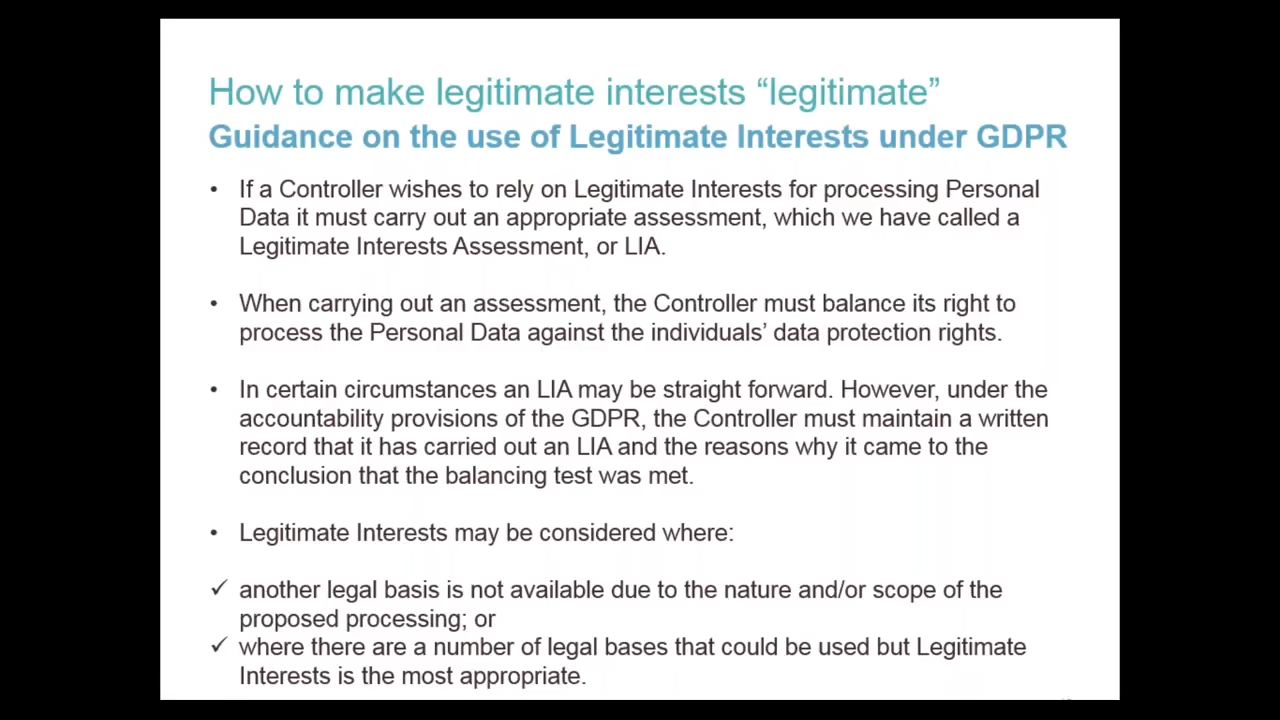 How to make legitimate interests “legitimate”
Guidance on the use of Legitimate Interests under GDPR
• If a Controller wishes to rely on Legitimate Interests for processing Personal
Data it must carry out an appropriate assessment, which we have called a
Legitimate Interests Assessment, or LIA.
• When carrying out an assessment, the Controller must balance its right to
process the Personal Data against the individuals’ data protection rights.
• In certain circumstances an LIA may be straight forward. However, under the
accountability provisions of the GDPR, the Controller must maintain a written
record that it has carried out an LIA and the reasons why it came to the
conclusion that the balancing test was met.
• Legitimate Interests may be considered where:
✓ another legal basis is not available due to the nature and/or scope of the
proposed processing; or
✓ where there are a number of legal bases that could be used but Legitimate
Interests is the most appropriate.